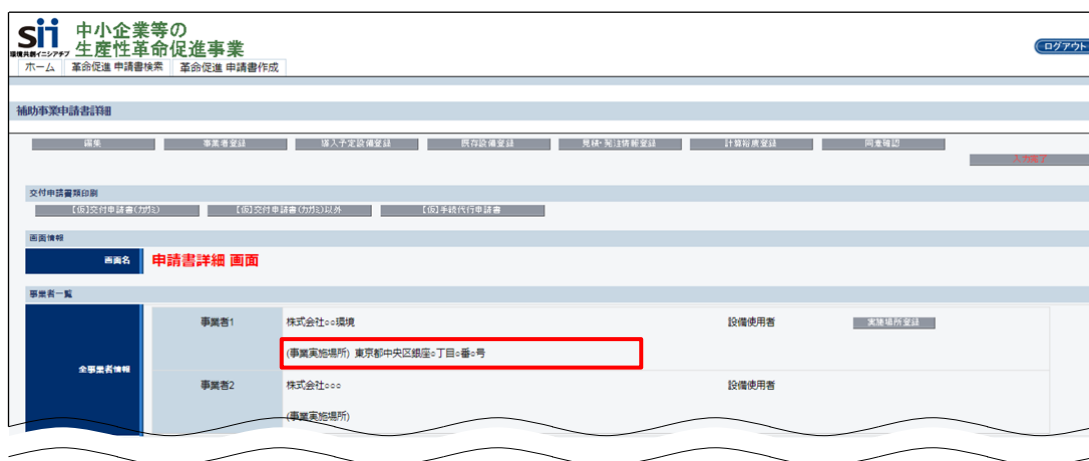 Sii 中小企業等の
環境共創イニシアチブ 生産性革命促進事業
ログアウト
ホーム 革命促進 申請書検索 革命促進 申請書作成
補助事業申請書詳細
編集 事業者登録 導入予定設備登録 既存設備登録 見積・発注情報登録 計算結果登録 同意確認
入力完了
交付申請書類印刷
【仮】交付申請書(カガミ) 【仮】交付申請書(カガミ)以外 【仮】手続代行申請書
画面情報
画面名 申請書詳細 画面
事業者一覧
事業者1 株式会社○○環境 設備使用者 実施場所登録
(事業実施場所) 東京都中央区銀座○丁目○番○号
全事業者情報
事業者2 株式会社○○○ 設備使用者
(事業実施場所)